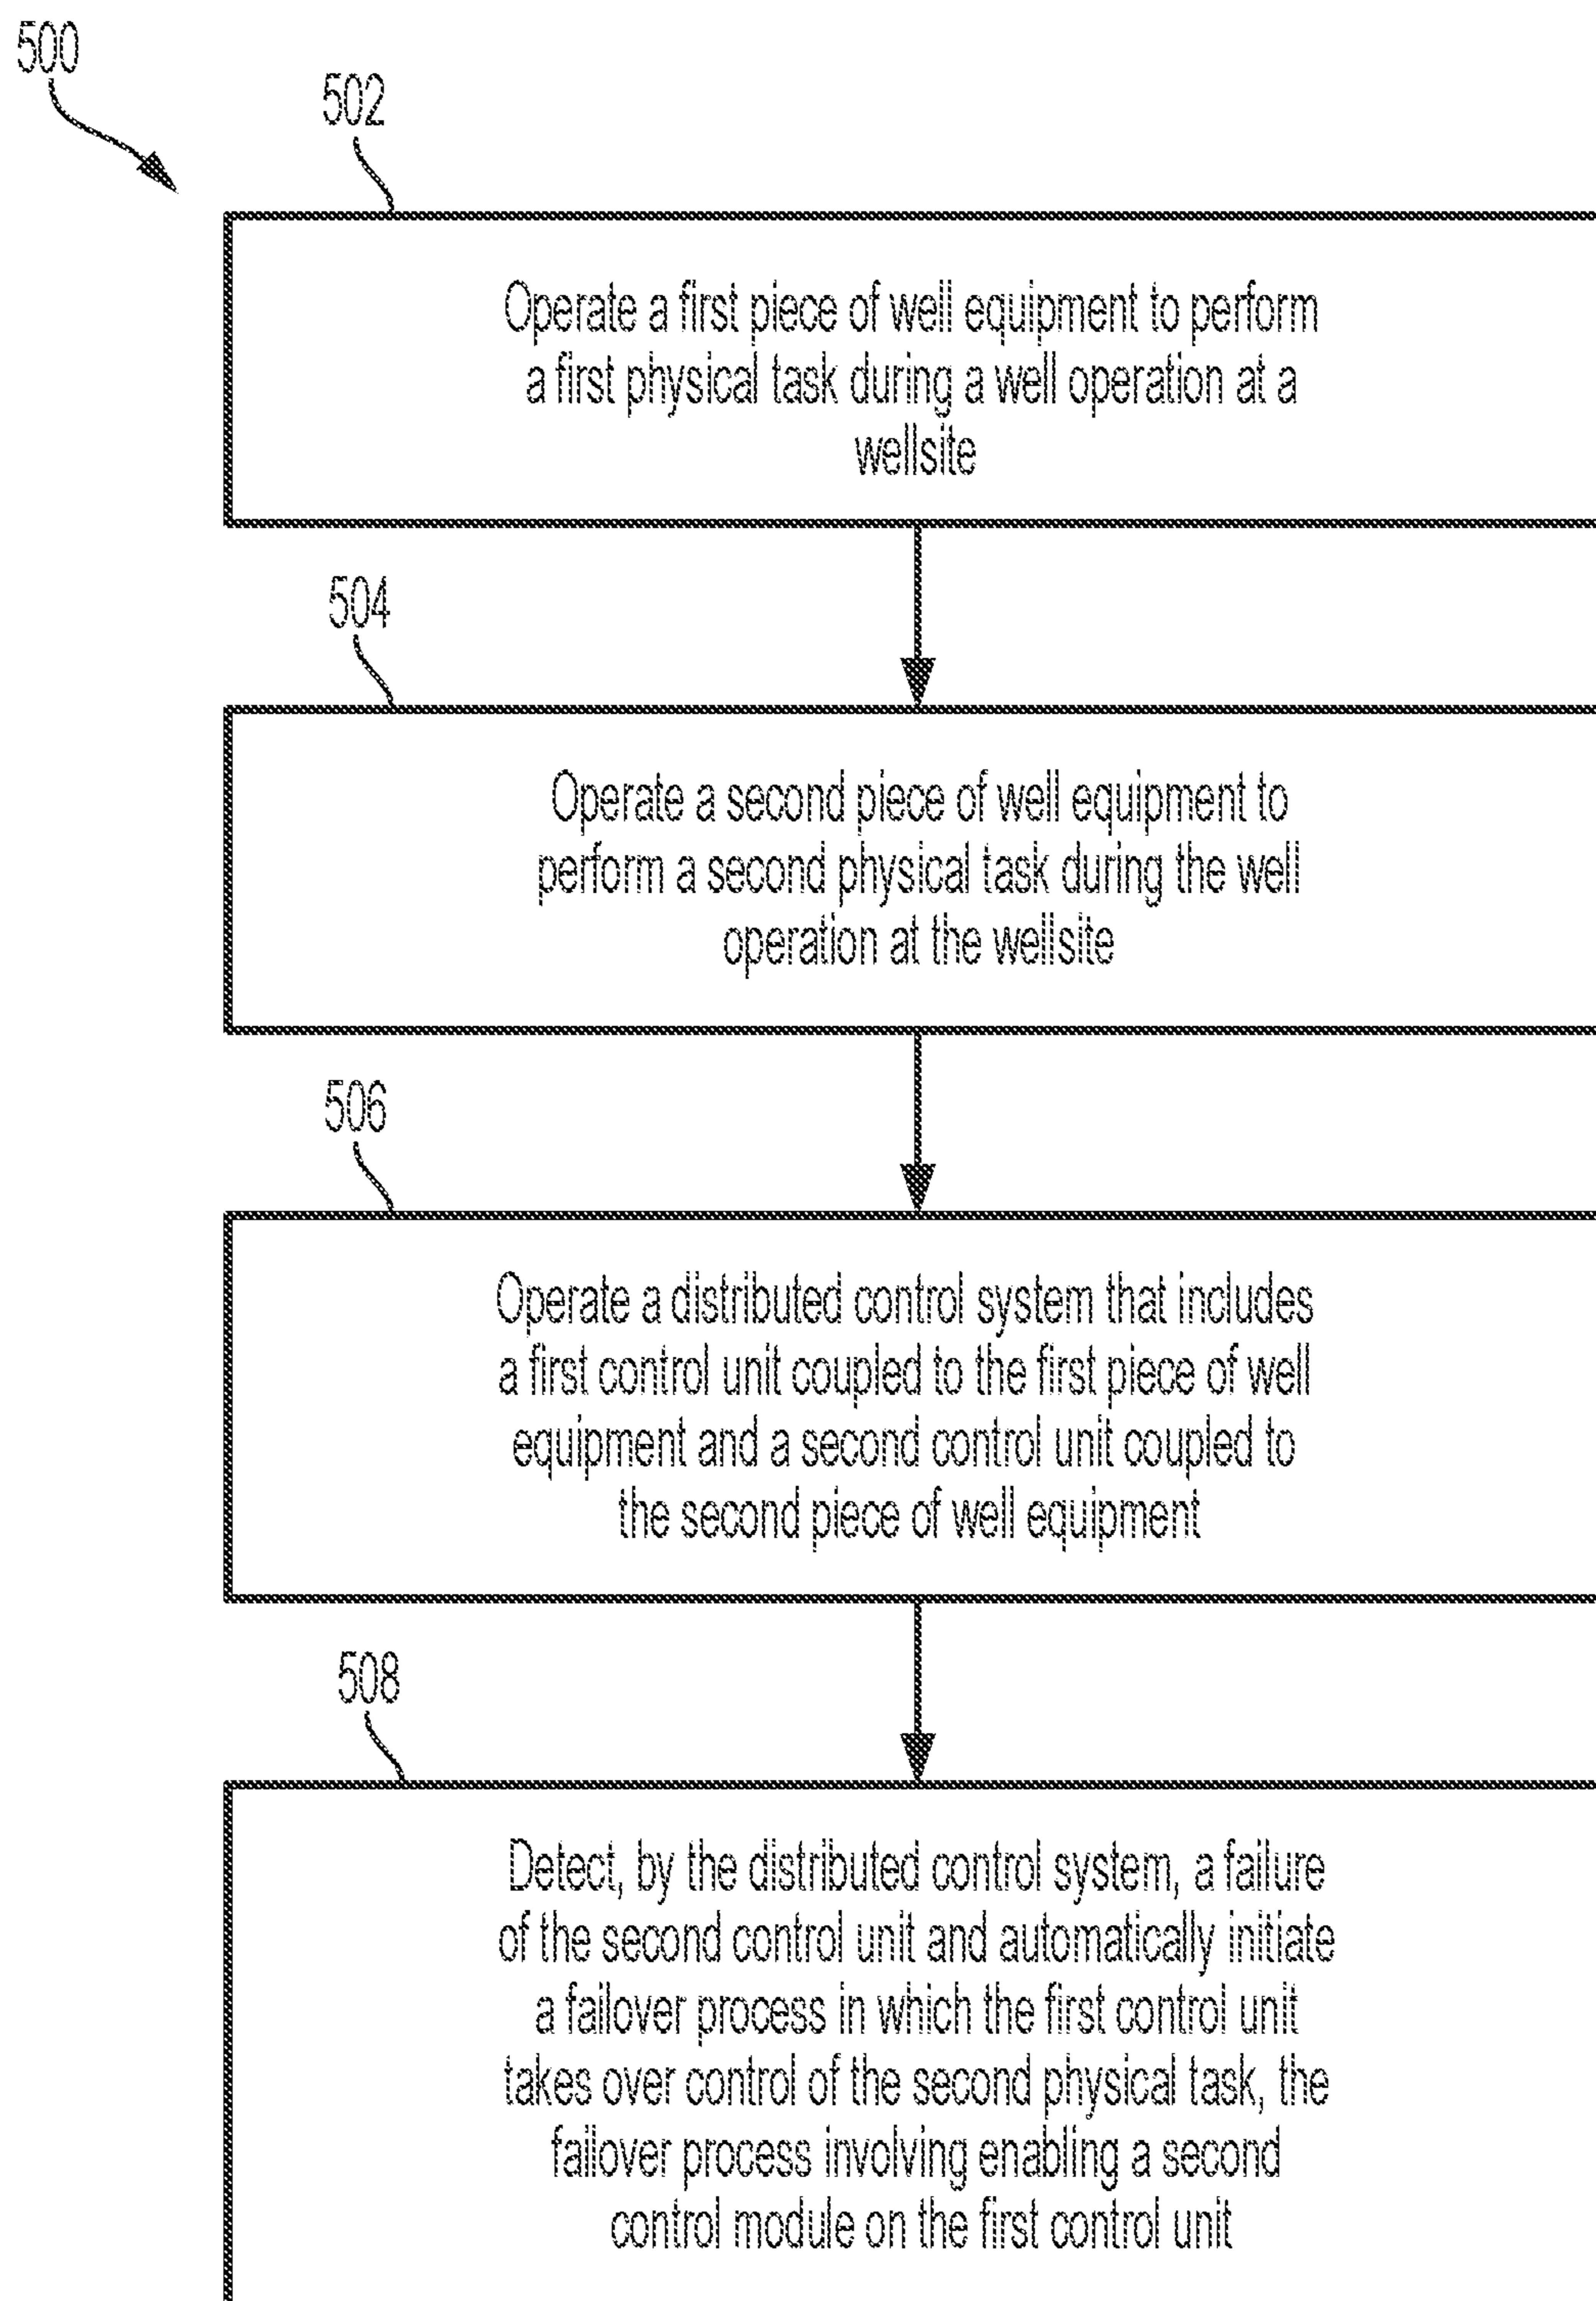 500
502
Operate a first piece of well equipment to perform
a first physical task during a well operation at a
wellsite
504
Operate a second piece of well equipment to
perform a second physical task during the well
operation at the wellsite
506
Operate a distributed control system that includes
a first control unit coupled to the first piece of well
equipment and a second control unit coupled to
the second piece of well equipment
508
Detect, by the distributed control system, a failure
of the second control unit and automatically initiate
a failover process in which the first control unit
takes over control of the second physical task, the
failover process involving enabling a second
control module on the first control unit